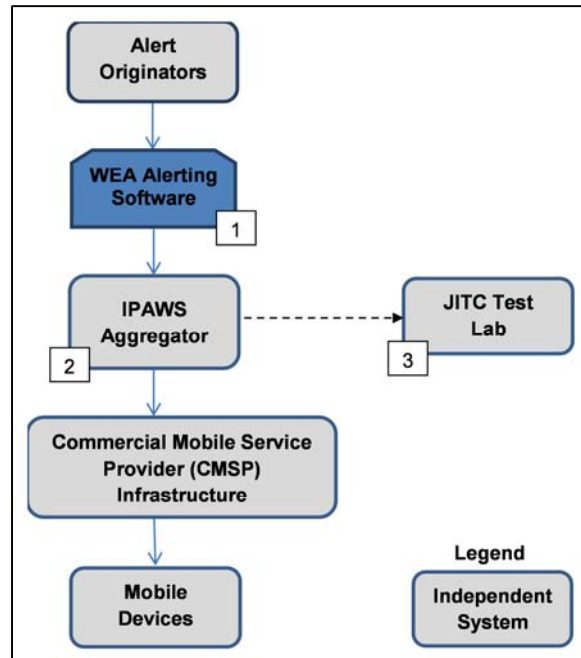 Alert
Originators
WEA Alerting
Software
1
IPAWS
Aggregator
2
JITC Test
Lab
3
Commercial Mobile Service
Provider (CMSP)
Infrastructure
Mobile
Devices
Legend
Independent
System